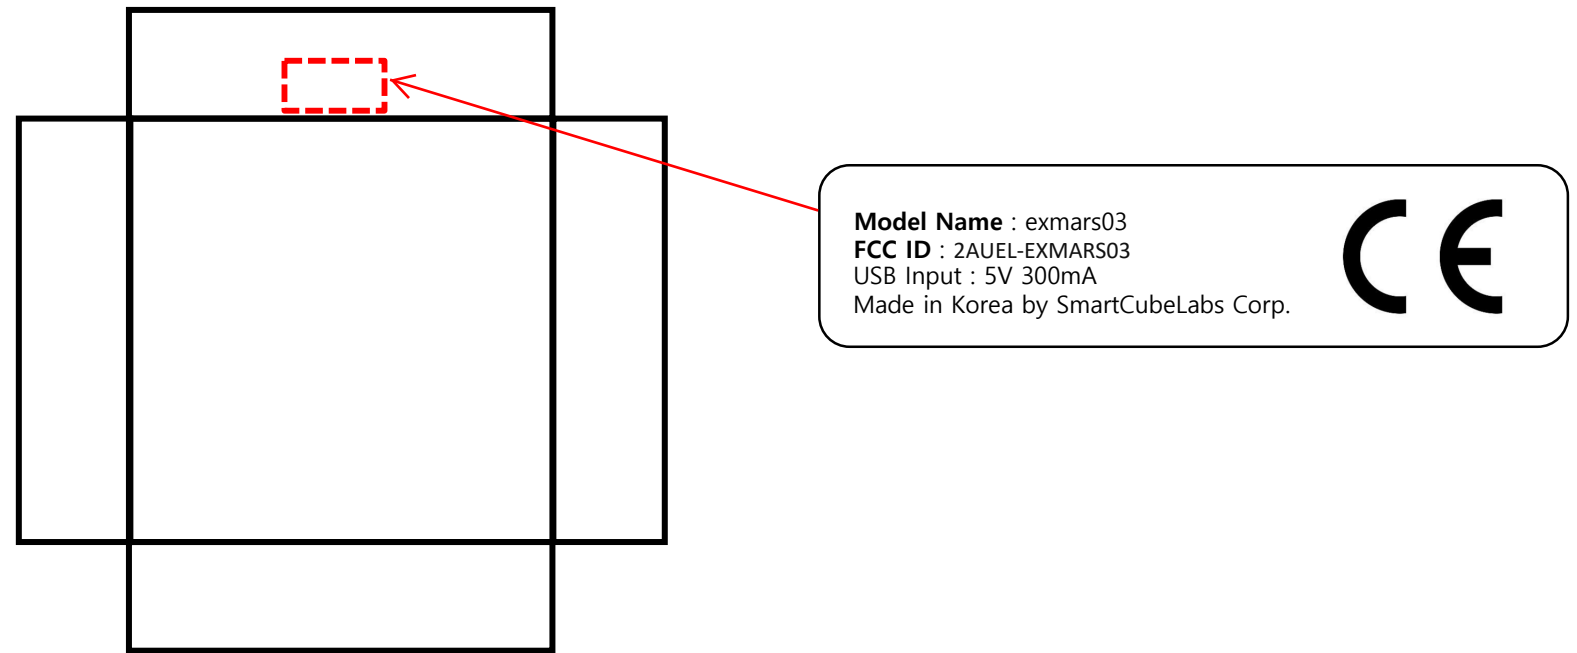 Model Name : exmars03
FCC ID : 2AUEL-EXMARS03
USB Input : 5V 300mA
Made in Korea by SmartCubeLabs Corp.
CE